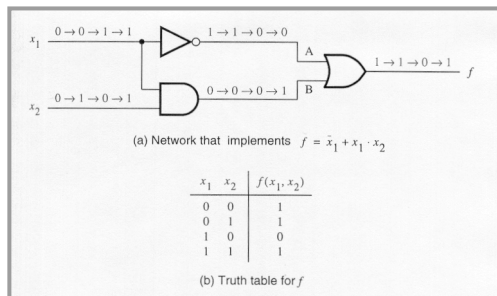 x1 0 → 0 → 1 → 1 1 → 1 → 0 → 0
A 1 → 1 → 0 → 1 f
x2 0 → 1 → 0 → 1 0 → 0 → 0 → 1 B
(a) Network that implements f = x̄1 + x1 · x2
x1 x2 f(x1, x2)
0 0 1
0 1 1
1 0 0
1 1 1
(b) Truth table for f